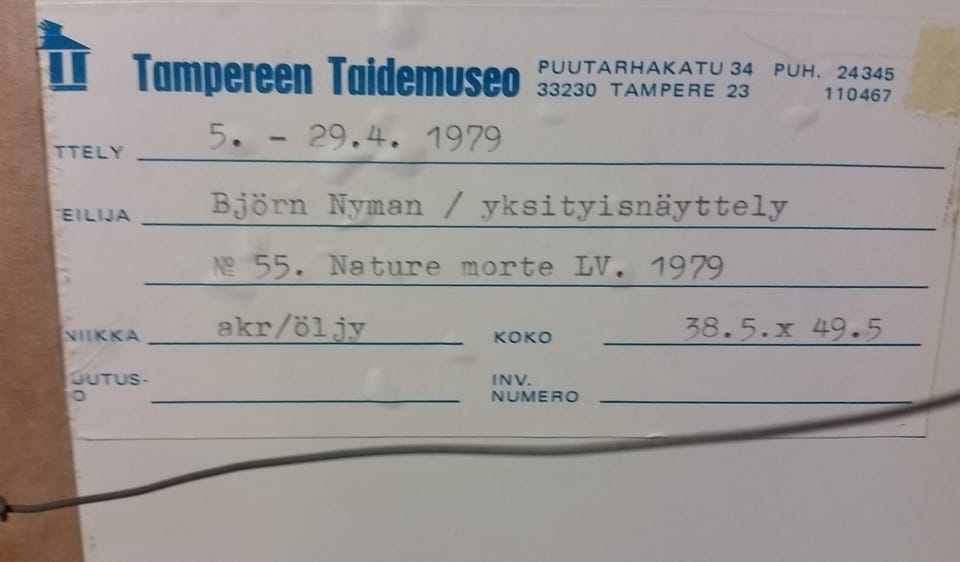 Tampereen Taidemuseo
PUUTARHAKATU 34 PUH. 24345
33230 TAMPERE 23 110467
TTELY 5. - 29.4. 1979
EILIJA Björn Nyman / yksityisnäyttely
№ 55. Nature morte LV. 1979
NIIKKA akr/öljy KOKO 38.5.x 49.5
UUTUS- INV.
O NUMERO